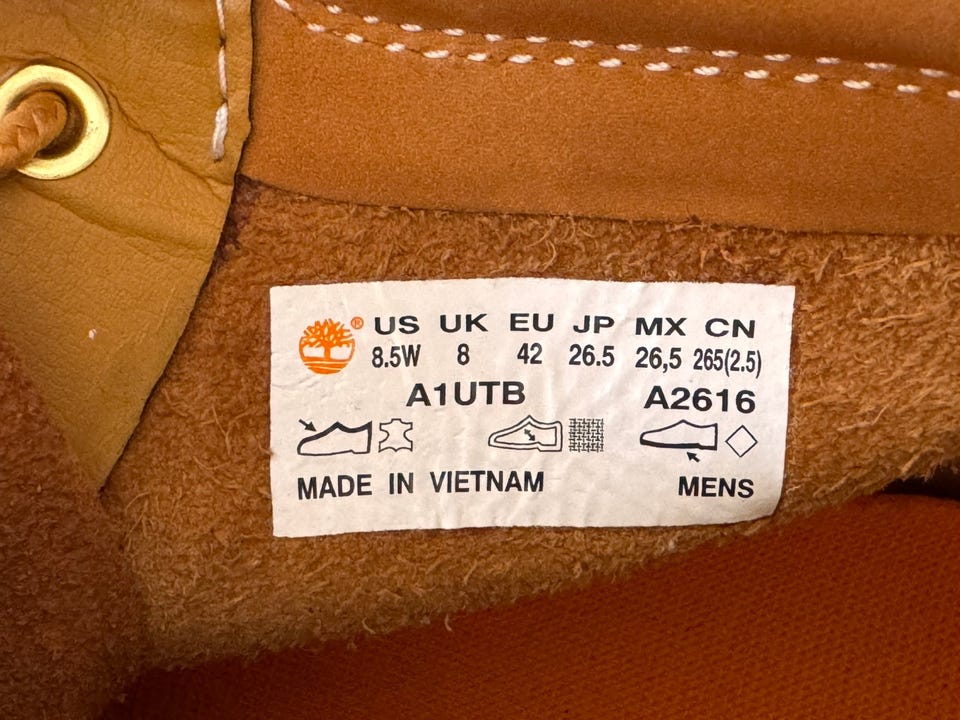 ® US UK EU JP MX CN
8.5W 8 42 26.5 26,5 265(2.5)
A1UTB A2616
MADE IN VIETNAM MENS